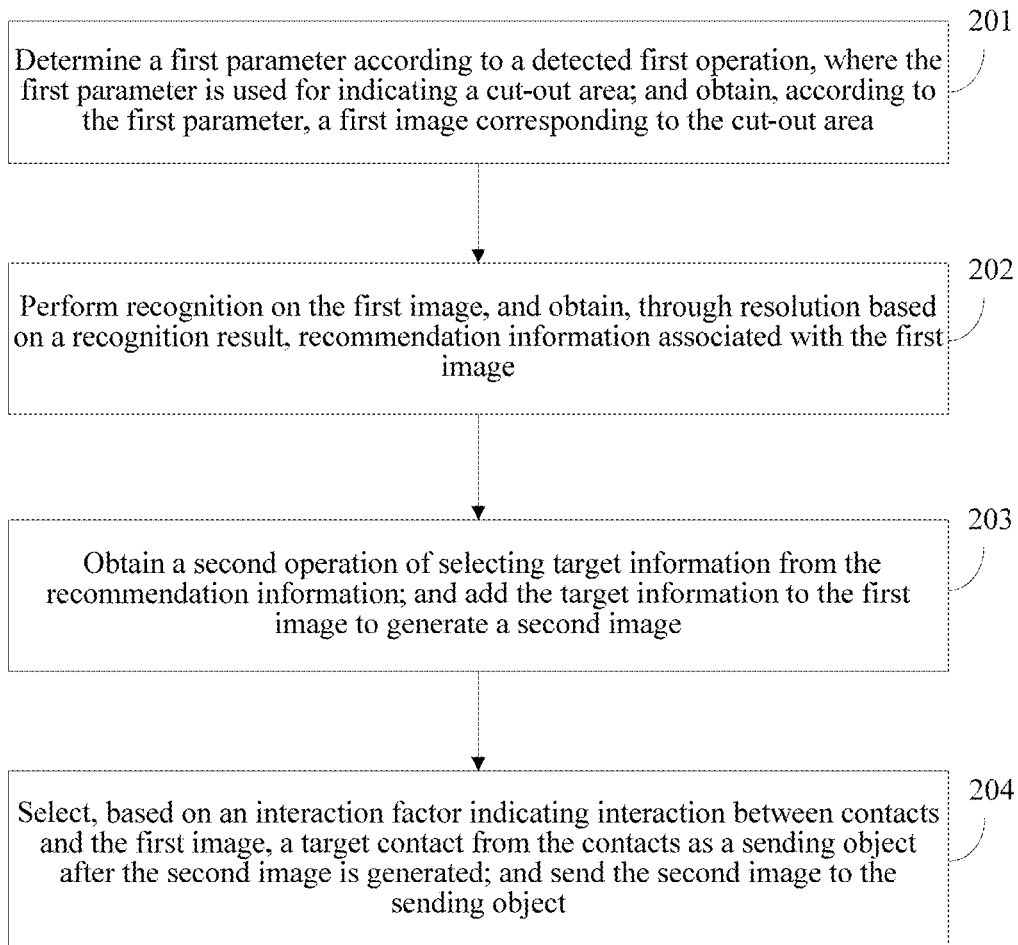 201
Determine a first parameter according to a detected first operation, where the
first parameter is used for indicating a cut-out area; and obtain, according to
the first parameter, a first image corresponding to the cut-out area
202
Perform recognition on the first image, and obtain, through resolution based
on a recognition result, recommendation information associated with the first
image
203
Obtain a second operation of selecting target information from the
recommendation information; and add the target information to the first
image to generate a second image
204
Select, based on an interaction factor indicating interaction between contacts
and the first image, a target contact from the contacts as a sending object
after the second image is generated; and send the second image to the
sending object